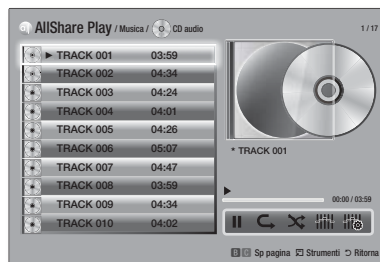 AllShare Play / Musica / CD audio 1 / 17
► TRACK 001 03:59
TRACK 002 04:34
TRACK 003 04:24
TRACK 004 04:01
TRACK 005 04:26
TRACK 006 05:07
TRACK 007 04:47
TRACK 008 03:59
TRACK 009 04:34
TRACK 010 04:02
* TRACK 001
00:00 / 03:59
B C Sp pagina Strumenti Ritorna